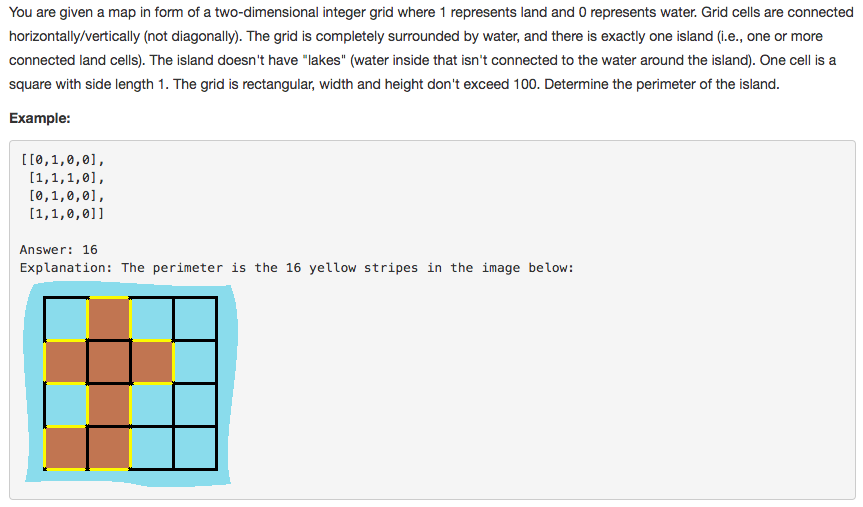 You are given a map in form of a two-dimensional integer grid where 1 represents land and 0 represents water. Grid cells are connected
horizontally/vertically (not diagonally). The grid is completely surrounded by water, and there is exactly one island (i.e., one or more
connected land cells). The island doesn't have "lakes" (water inside that isn't connected to the water around the island). One cell is a
square with side length 1. The grid is rectangular, width and height don't exceed 100. Determine the perimeter of the island.
Example:
[[0,1,0,0],
[1,1,1,0],
[0,1,0,0],
[1,1,0,0]]
Answer: 16
Explanation: The perimeter is the 16 yellow stripes in the image below: